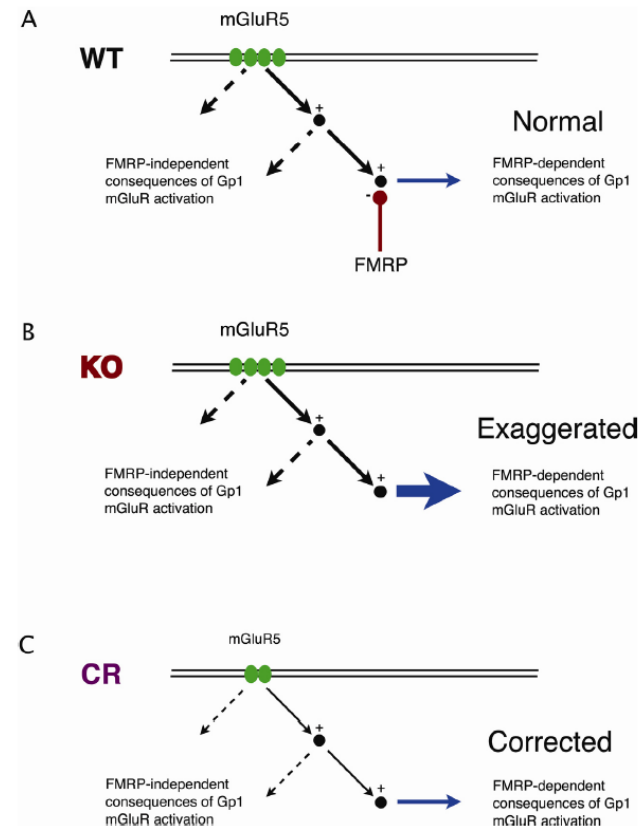 A
mGluR5
WT
+
Normal
FMRP-independent
consequences of Gp1
mGluR activation
+
-
FMRP-dependent
consequences of Gp1
mGluR activation
FMRP
B
mGluR5
KO
+
Exaggerated
FMRP-independent
consequences of Gp1
mGluR activation
+
FMRP-dependent
consequences of Gp1
mGluR activation
C
mGluR5
CR
+
Corrected
FMRP-independent
consequences of Gp1
mGluR activation
+
FMRP-dependent
consequences of Gp1
mGluR activation